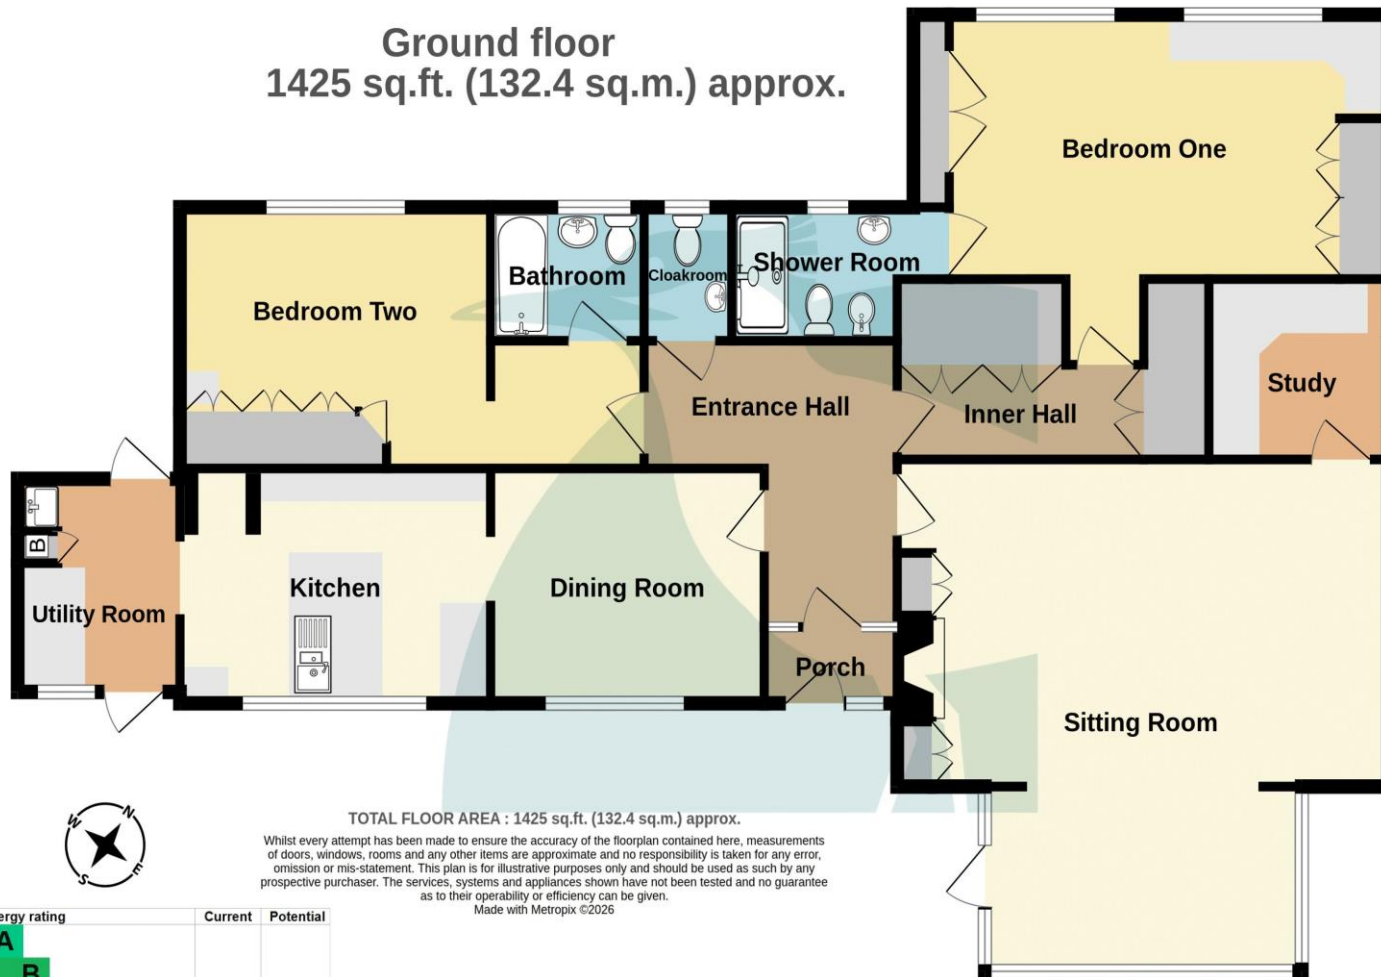 Ground floor
1425 sq.ft. (132.4 sq.m.) approx.
Bedroom One
Bedroom Two
Bathroom
Cloakroom
Shower Room
Entrance Hall
Inner Hall
Study
B
Utility Room
Kitchen
Dining Room
Porch
Sitting Room
N
W
E
S
TOTAL FLOOR AREA : 1425 sq.ft. (132.4 sq.m.) approx.
Whilst every attempt has been made to ensure the accuracy of the floorplan contained here, measurements
of doors, windows, rooms and any other items are approximate and no responsibility is taken for any error,
omission or mis-statement. This plan is for illustrative purposes only and should be used as such by any
prospective purchaser. The services, systems and appliances shown have not been tested and no guarantee
as to their operability or efficiency can be given.
Made with Metropix ©2026
ergy rating Current Potential
A
B